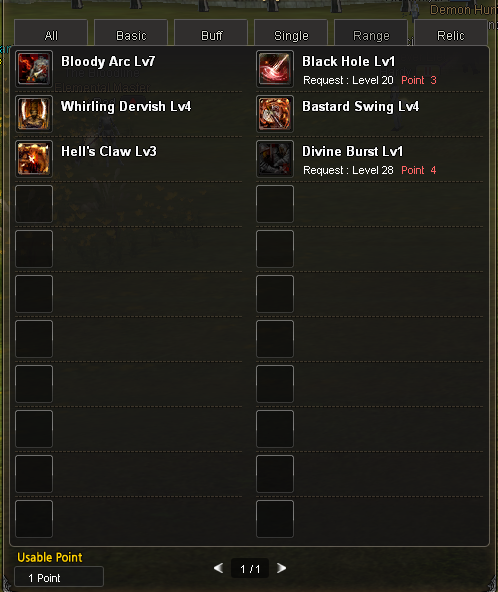 Demon Hun
All Basic Buff Single Range Relic
Bloody Arc Lv7
Black Hole Lv1
Request : Level 20 Point 3
Whirling Dervish Lv4
Bastard Swing Lv4
Hell's Claw Lv3
Divine Burst Lv1
Request : Level 28 Point 4
Usable Point
1 Point
1 / 1